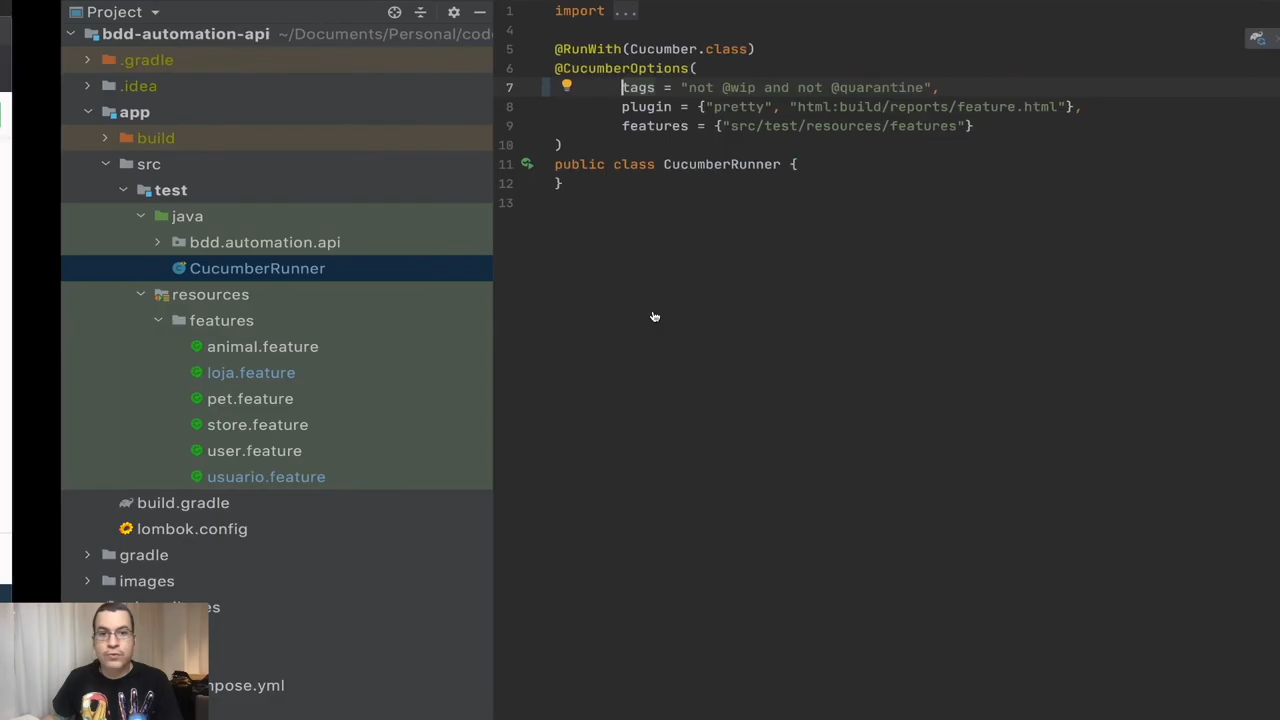 Project
bdd-automation-api ~/Documents/Personal/cod
.gradle
.idea
app
build
src
test
java
bdd.automation.api
CucumberRunner
resources
features
animal.feature
loja.feature
pet.feature
store.feature
user.feature
usuario.feature
build.gradle
lombok.config
gradle
images
1 import ...
4
5 @RunWith(Cucumber.class)
6 @CucumberOptions(
7 tags = "not @wip and not @quarantine",
8 plugin = {"pretty", "html:build/reports/feature.html"},
9 features = {"src/test/resources/features"}
10 )
11 public class CucumberRunner {
12 }
13